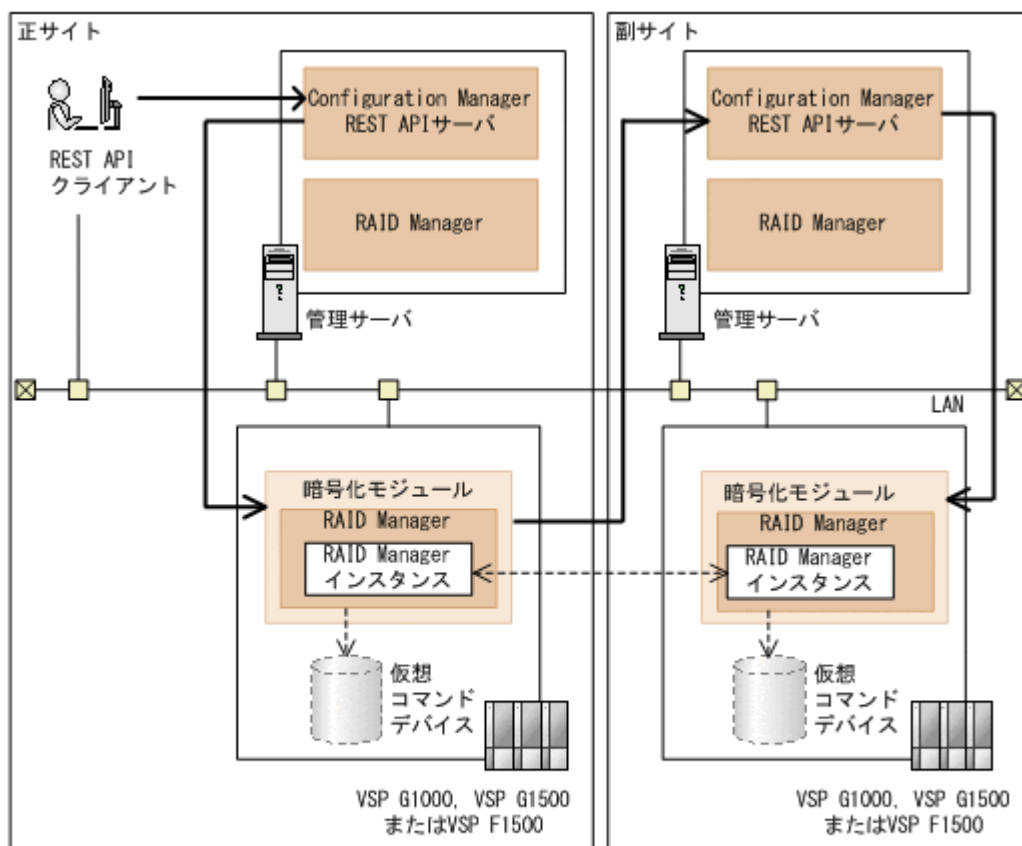 正サイト
Configuration Manager
REST APIサーバ
REST API
クライアント
RAID Manager
管理サーバ
副サイト
Configuration Manager
REST APIサーバ
RAID Manager
管理サーバ
LAN
暗号化モジュール
RAID Manager
RAID Manager
インスタンス
仮想
コマンド
デバイス
VSP G1000, VSP G1500
またはVSP F1500
暗号化モジュール
RAID Manager
RAID Manager
インスタンス
仮想
コマンド
デバイス
VSP G1000, VSP G1500
またはVSP F1500